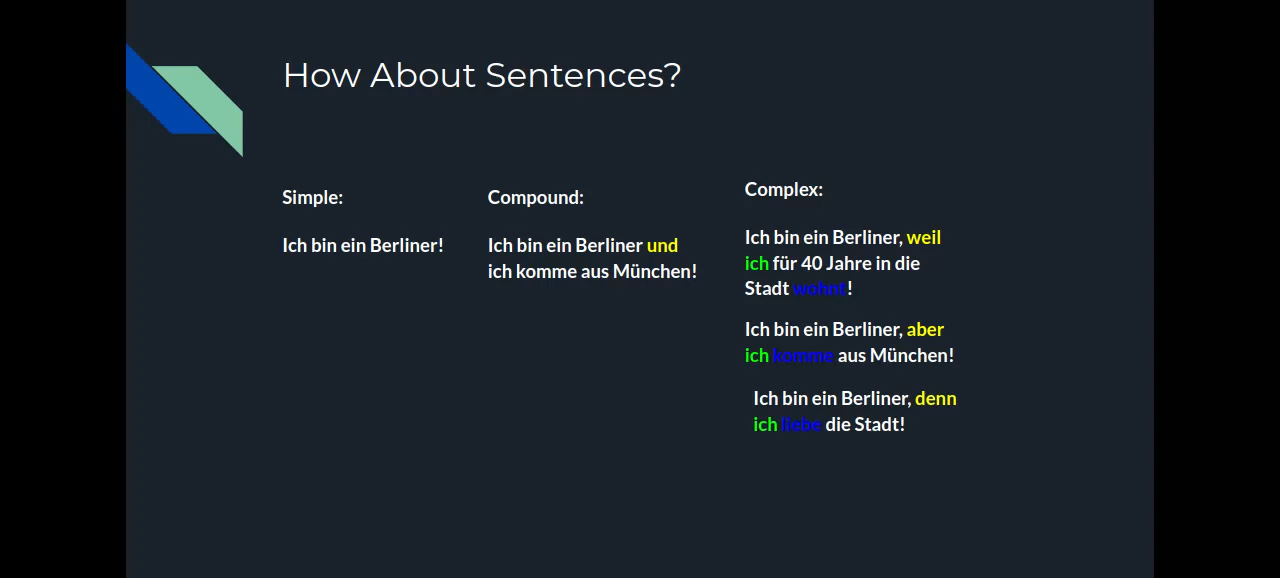 How About Sentences?
Simple:
Ich bin ein Berliner!
Compound:
Ich bin ein Berliner und
ich komme aus München!
Complex:
Ich bin ein Berliner, weil
ich für 40 Jahre in die
Stadt wohnt!
Ich bin ein Berliner, aber
ich komme aus München!
Ich bin ein Berliner, denn
ich liebe die Stadt!